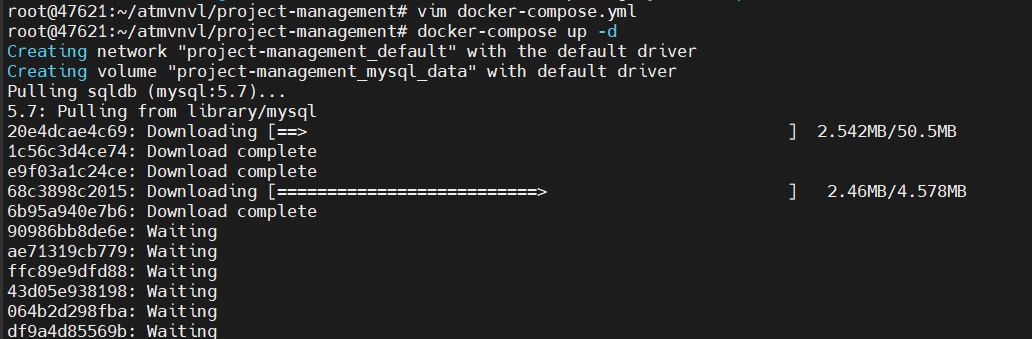 root@47621:~/atmvnvl/project-management# vim docker-compose.yml
root@47621:~/atmvnvl/project-management# docker-compose up -d
Creating network "project-management_default" with the default driver
Creating volume "project-management_mysql_data" with default driver
Pulling sqldb (mysql:5.7)...
5.7: Pulling from library/mysql
20e4dcae4c69: Downloading [==>                                                ]  2.542MB/50.5MB
1c56c3d4ce74: Download complete
e9f03a1c24ce: Download complete
68c3898c2015: Downloading [==========================>                        ]   2.46MB/4.578MB
6b95a940e7b6: Download complete
90986bb8de6e: Waiting
ae71319cb779: Waiting
ffc89e9dfd88: Waiting
43d05e938198: Waiting
064b2d298fba: Waiting
df9a4d85569b: Waiting